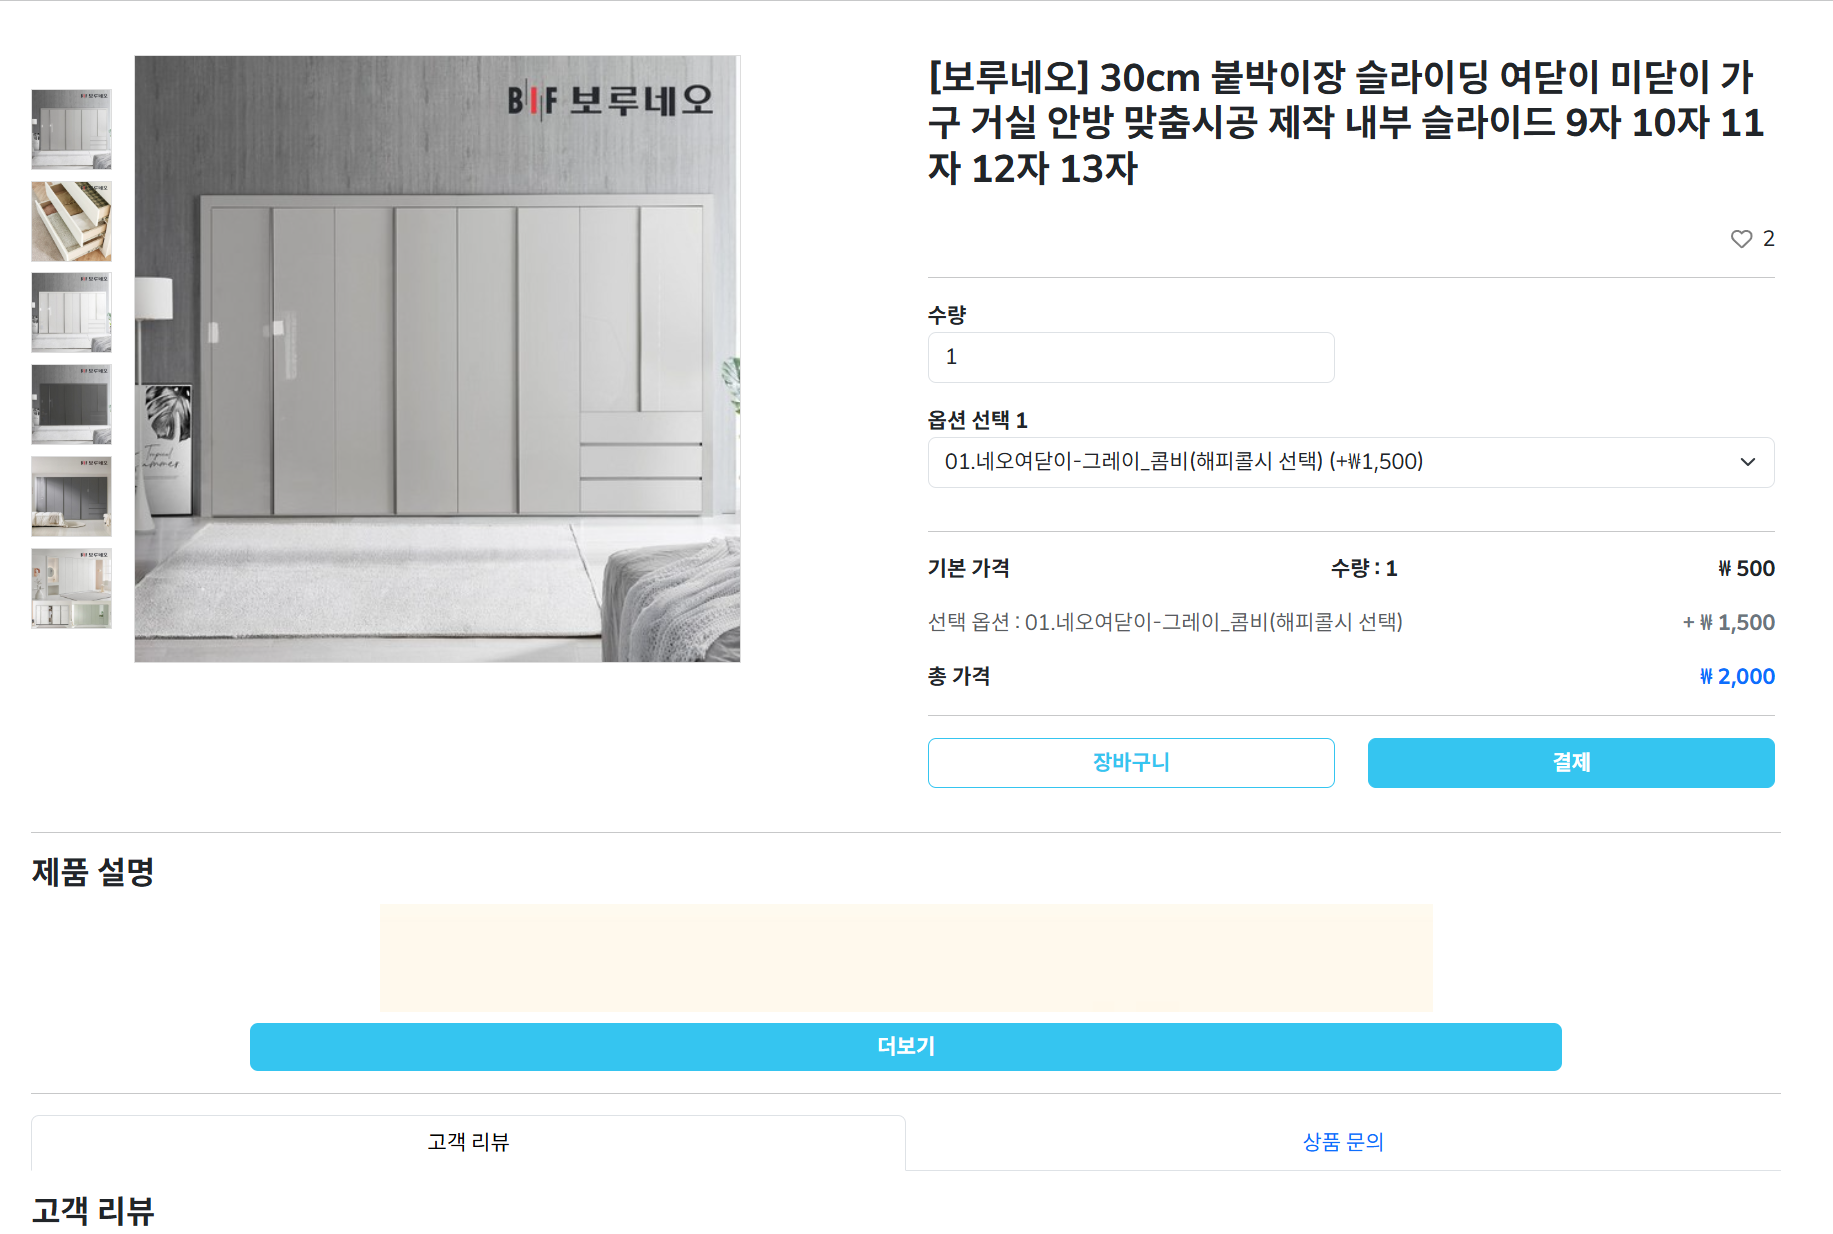 BIF 보루네오
[보루네오] 30cm 붙박이장 슬라이딩 여닫이 미닫이 가
구 거실 안방 맞춤시공 제작 내부 슬라이드 9자 10자 11
자 12자 13자
2
수량
1
옵션 선택 1
01.네오여닫이-그레이_콤비(해피콜시 선택) (+₩1,500)
기본 가격 수량 : 1 ₩ 500
선택 옵션 : 01.네오여닫이-그레이_콤비(해피콜시 선택) + ₩ 1,500
총 가격 ₩ 2,000
장바구니 결제
제품 설명
더보기
고객 리뷰 상품 문의
고객 리뷰